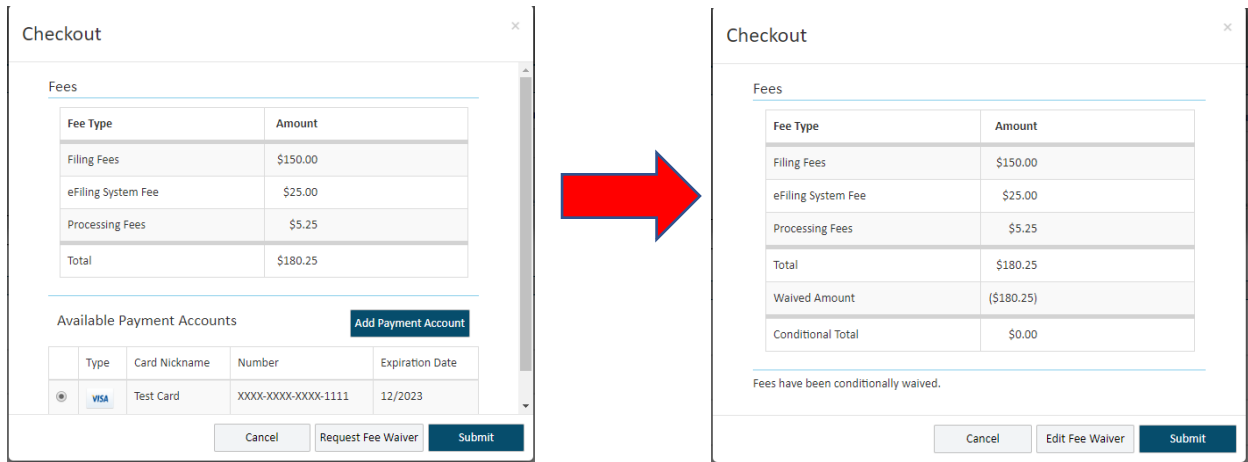 Checkout ×
Fees
Fee Type Amount
Filing Fees $150.00
eFiling System Fee $25.00
Processing Fees $5.25
Total $180.25
Available Payment Accounts Add Payment Account
Type Card Nickname Number Expiration Date
VISA Test Card XXXX-XXXX-XXXX-1111 12/2023
Cancel Request Fee Waiver Submit
Checkout ×
Fees
Fee Type Amount
Filing Fees $150.00
eFiling System Fee $25.00
Processing Fees $5.25
Total $180.25
Waived Amount ($180.25)
Conditional Total $0.00
Fees have been conditionally waived.
Cancel Edit Fee Waiver Submit